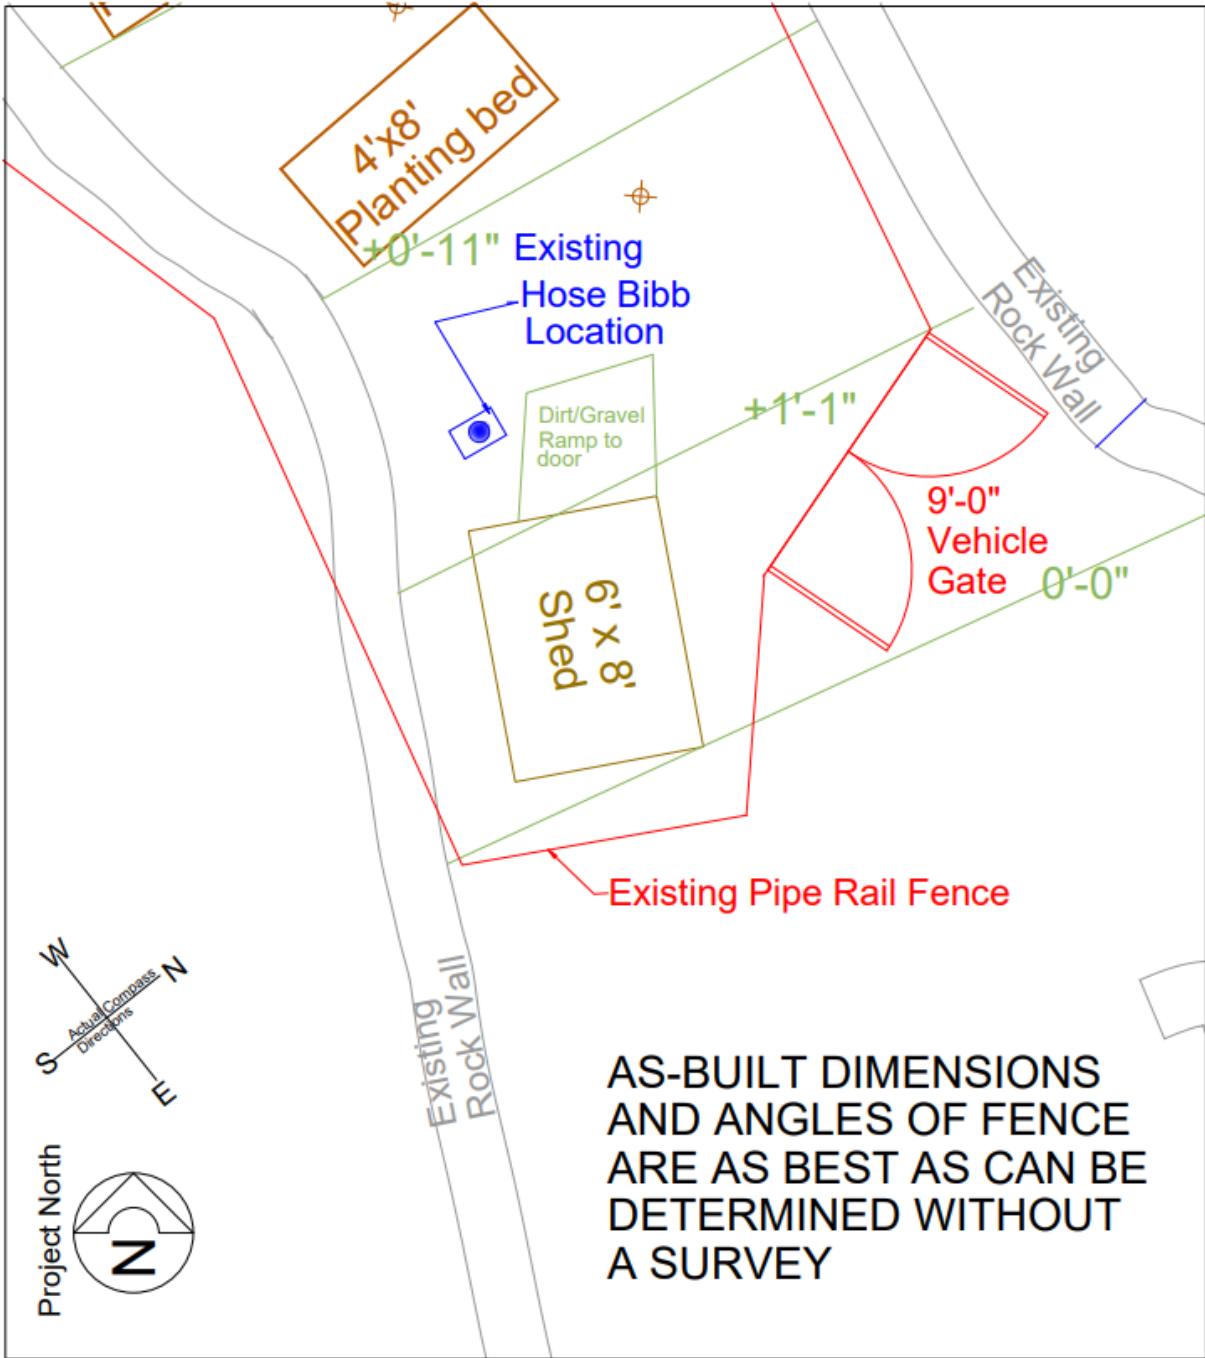 4'x8'
Planting bed
+0'-11"
Existing
Hose Bibb
Location
Existing
Rock Wall
Dirt/Gravel
Ramp to
door
+1'-1"
9'-0"
Vehicle
Gate
0'-0"
6' x 8'
Shed
Existing Pipe Rail Fence
W
N
Actual Compass
Directions
S
E
Existing
Rock Wall
Project North
N
AS-BUILT DIMENSIONS
AND ANGLES OF FENCE
ARE AS BEST AS CAN BE
DETERMINED WITHOUT
A SURVEY